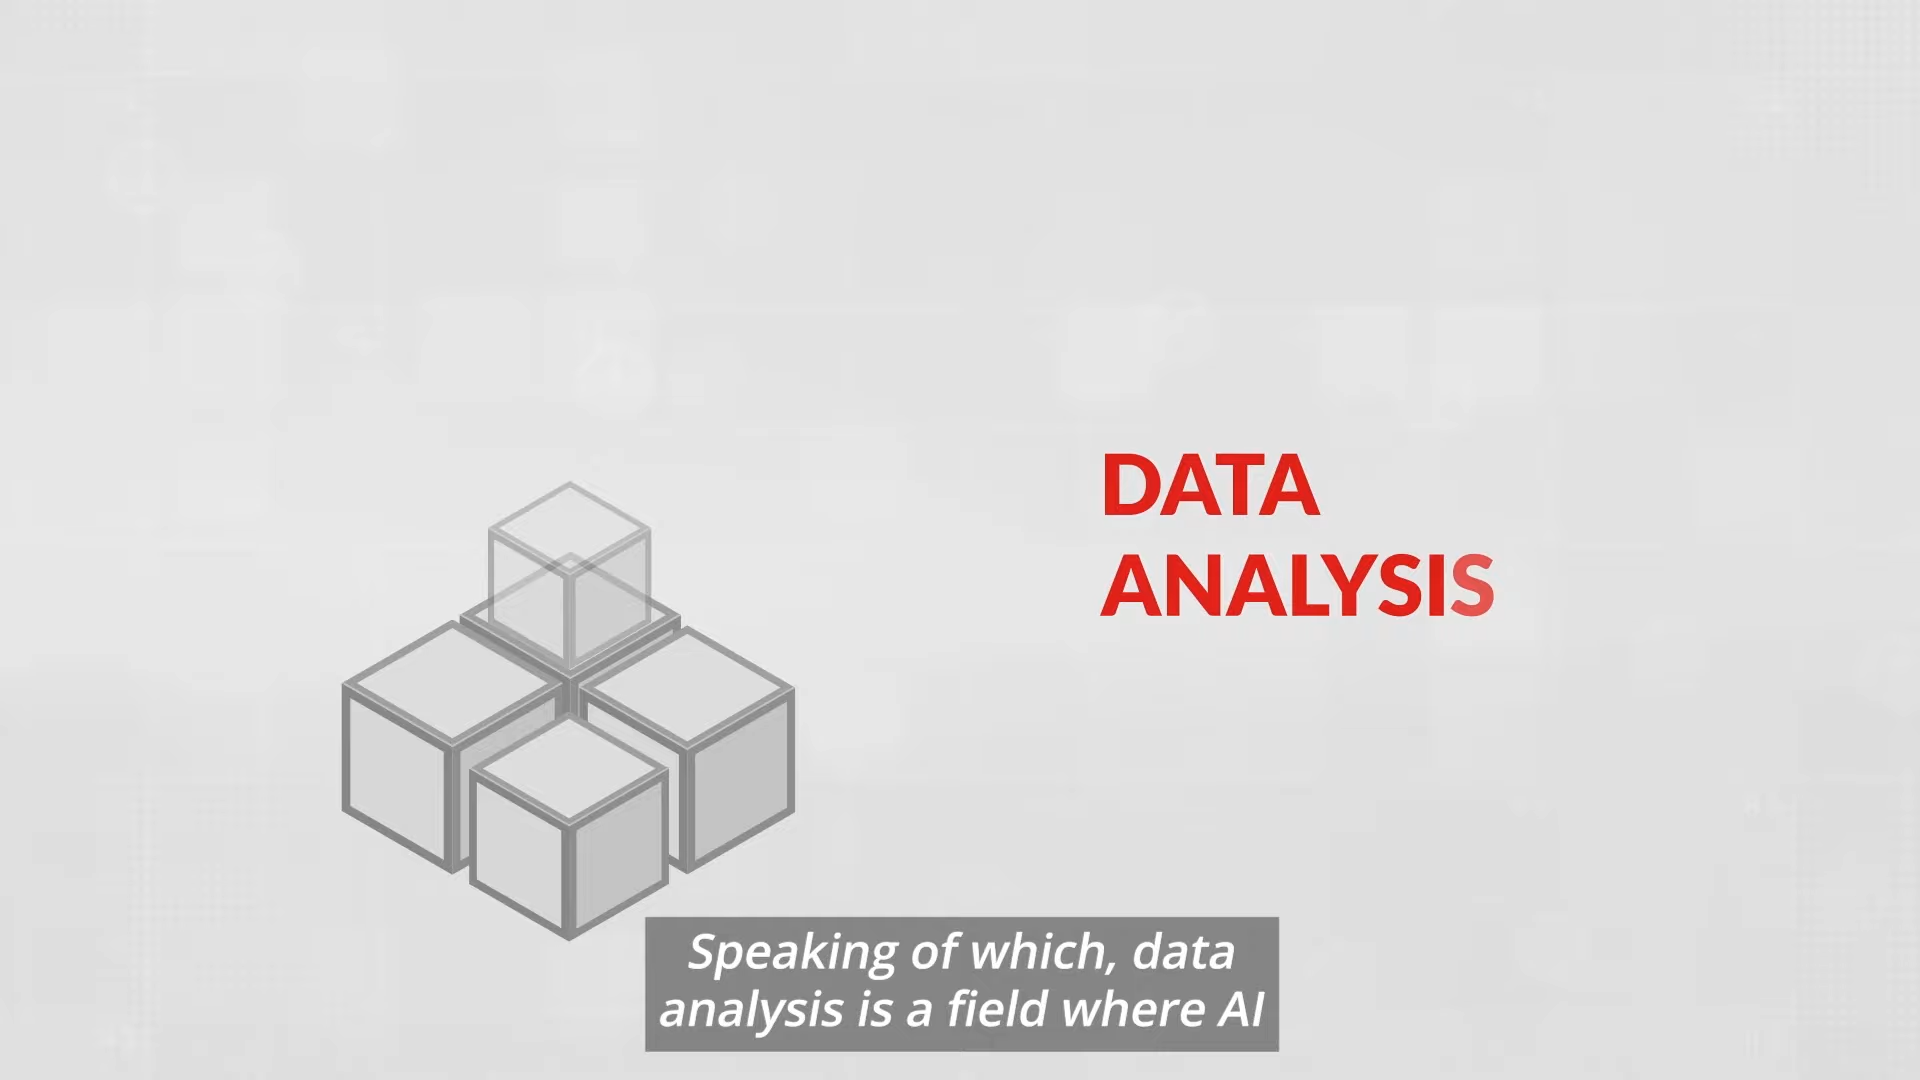 DATA
ANALYSIS
Speaking of which, data
analysis is a field where AI